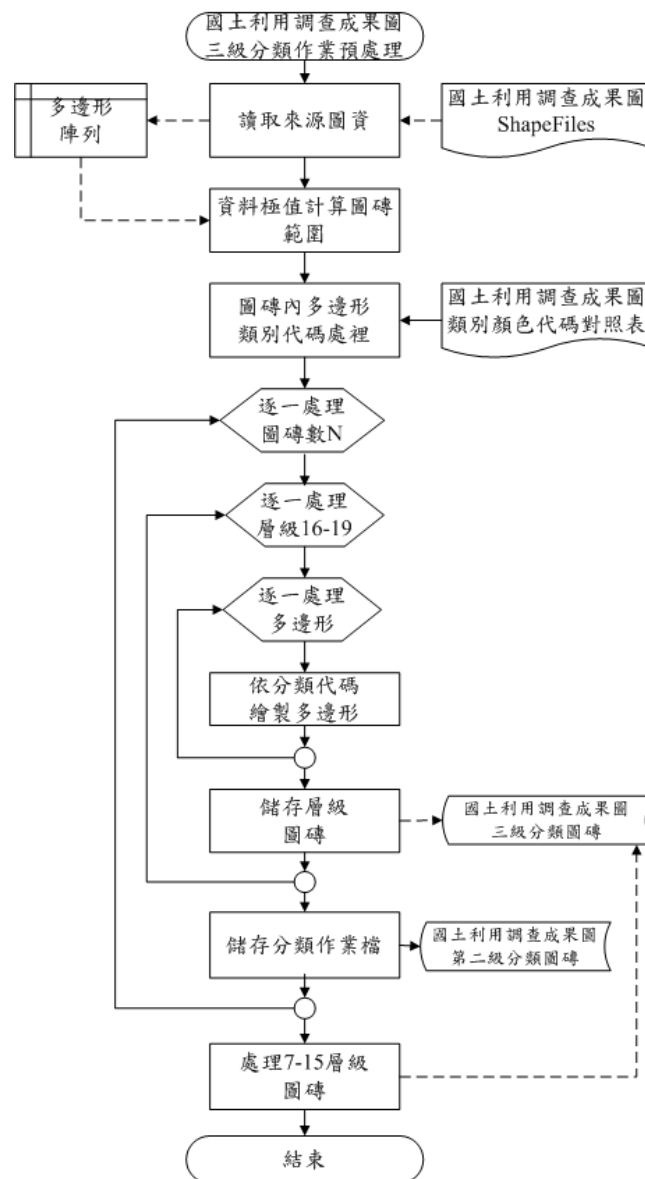 國土利用調查成果圖
三級分類作業預處理
多邊形
陣列
讀取來源圖資
國土利用調查成果圖
ShapeFiles
資料極值計算圖磚
範圍
圖磚內多邊形
類別代碼處裡
國土利用調查成果圖
類別顏色代碼對照表
逐一處理
圖磚數N
逐一處理
層級16-19
逐一處理
多邊形
依分類代碼
繪製多邊形
儲存層級
圖磚
國土利用調查成果圖
三級分類圖磚
儲存分類作業檔
國土利用調查成果圖
第二級分類圖磚
處理7-15層級
圖磚
結束